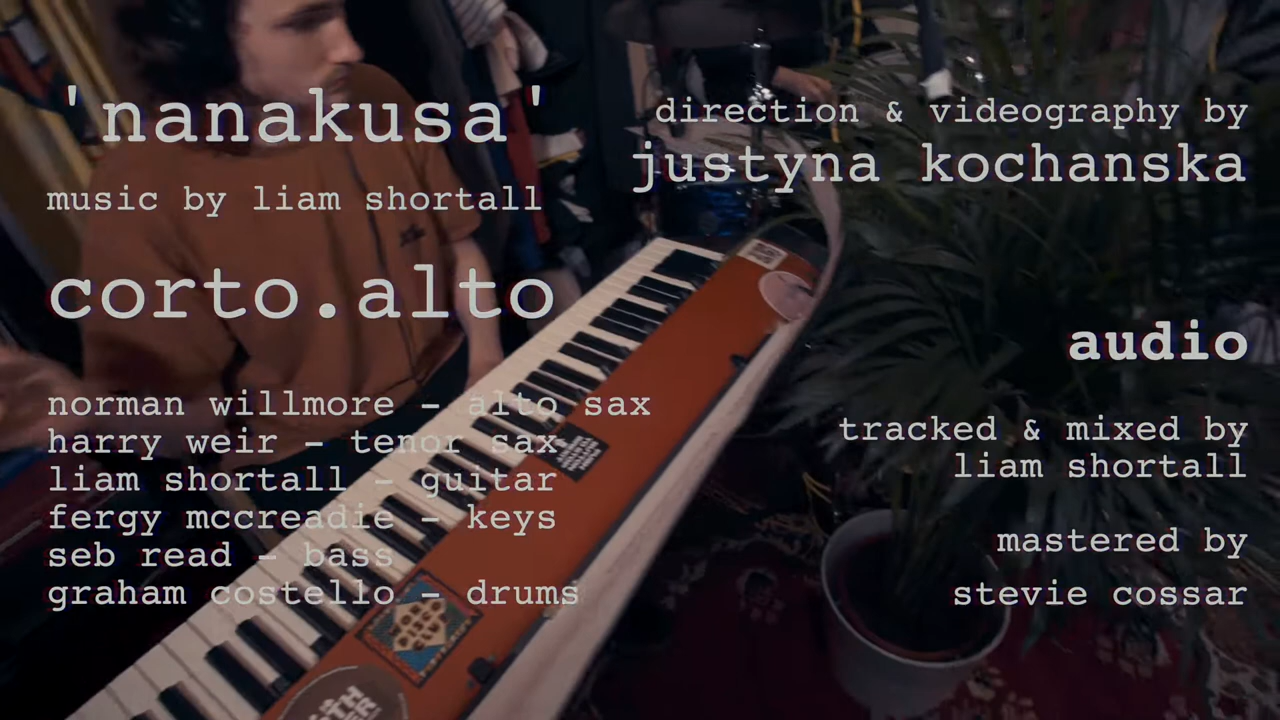 'nanakusa'
music by liam shortall
corto.alto
norman willmore - alto sax
harry weir - tenor sax
liam shortall - guitar
fergy mccreadie - keys
seb read - bass
graham costello - drums
direction & videography by
justyna kochanska
audio
tracked & mixed by
liam shortall
mastered by
stevie cossar